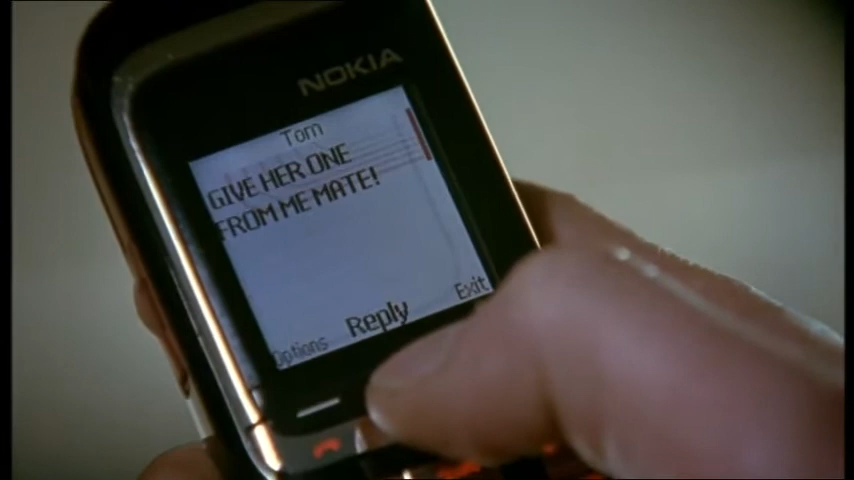 NOKIA
Tom
GIVE HER ONE
FROM ME MATE!
Options Reply Exit